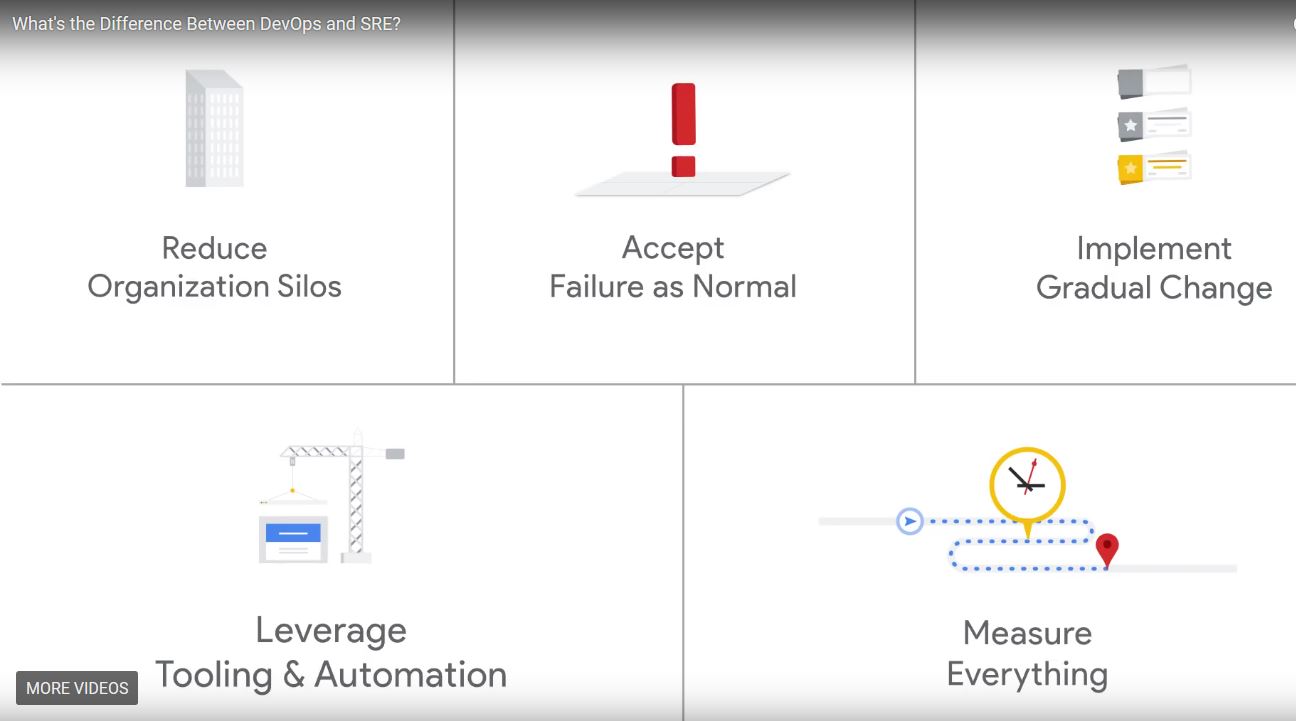 What's the Difference Between DevOps and SRE?
Reduce
Organization Silos
Accept
Failure as Normal
Implement
Gradual Change
Leverage
Tooling & Automation
Measure
Everything
MORE VIDEOS